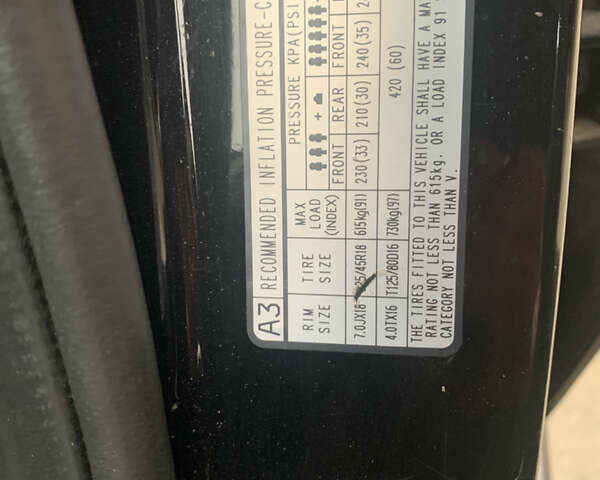 A3 RECOMMENDED INFLATION PRESSURE-C
RIM SIZE TIRE SIZE MAX LOAD (INDEX) PRESSURE KPA(PSI
+
FRONT REAR FRONT
7.0JX18 25/45R18 615kg(91) 230(33) 210(30) 240(35)
4.0TX16 T125/80D16 730kg(97) 420 (60)
THE TIRES FITTED TO THIS VEHICLE SHALL HAVE A MA
RATING NOT LESS THAN 615kg. OR A LOAD INDEX 91
CATEGORY NOT LESS THAN V.